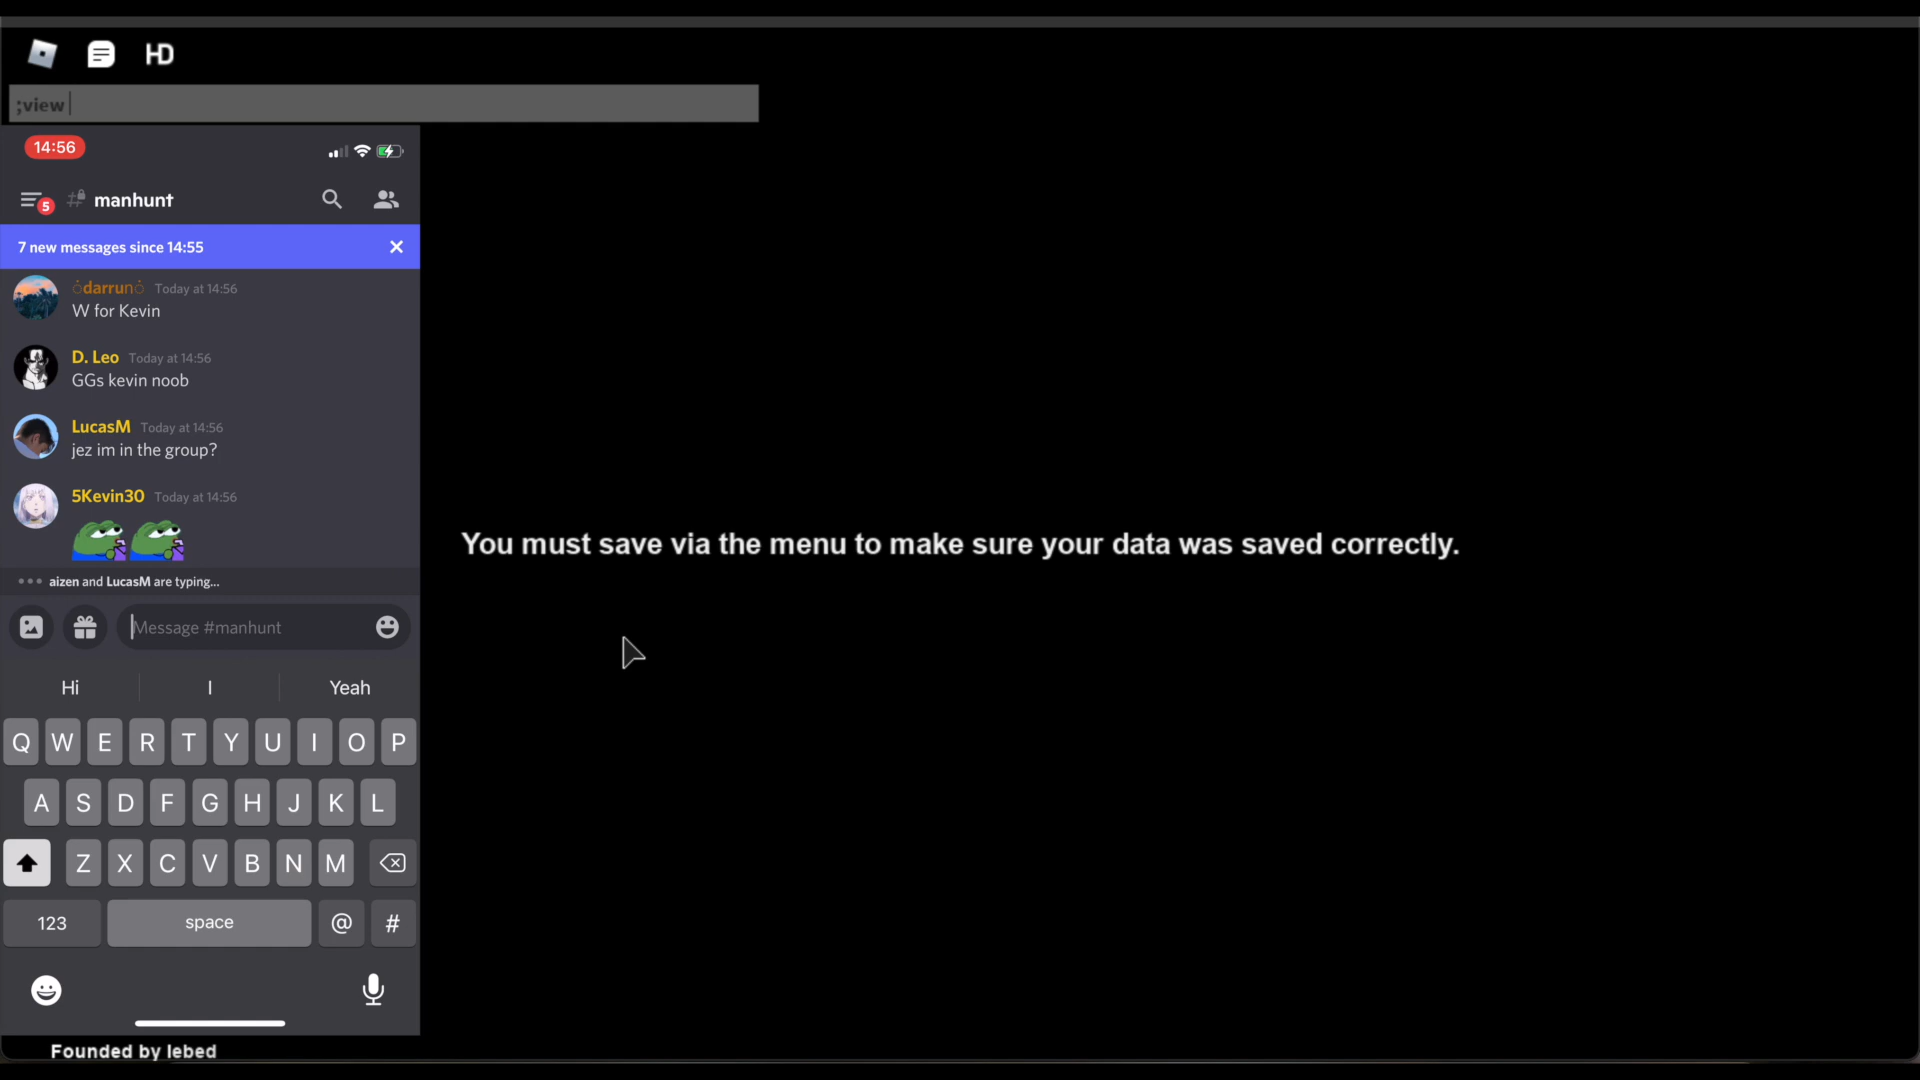 HD
;view
14:56
5
manhunt
7 new messages since 14:55
darrun Today at 14:56
W for Kevin
D. Leo Today at 14:56
GGs kevin noob
LucasM Today at 14:56
jez im in the group?
5Kevin30 Today at 14:56
You must save via the menu to make sure your data was saved correctly.
aizen and LucasM are typing...
Message #manhunt
Hi I Yeah
Q W E R T Y U I O P
A S D F G H J K L
Z X C V B N M
123 space @ #
Founded by lebed